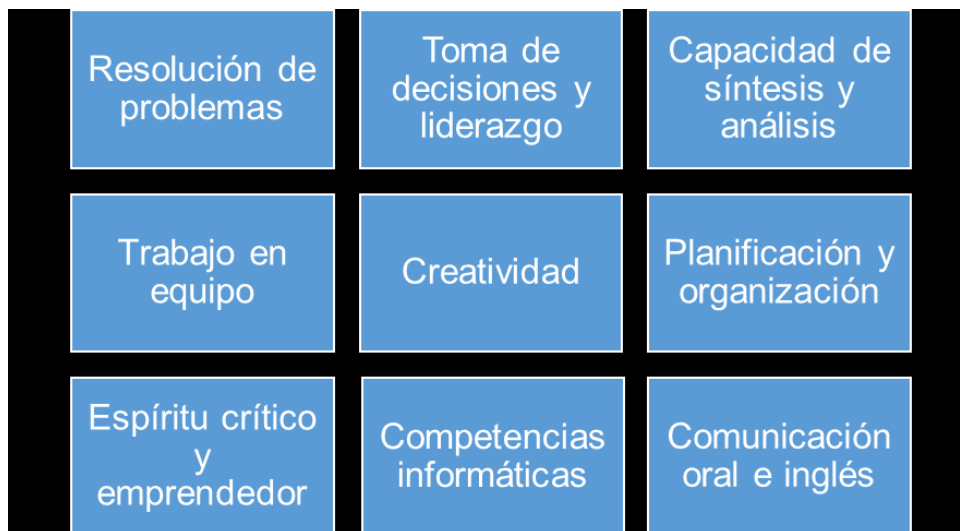 Resolución de
problemas
Toma de
decisiones y
liderazgo
Capacidad de
síntesis y
análisis
Trabajo en
equipo
Creatividad
Planificación y
organización
Espíritu crítico
y
emprendedor
Competencias
informáticas
Comunicación
oral e inglés